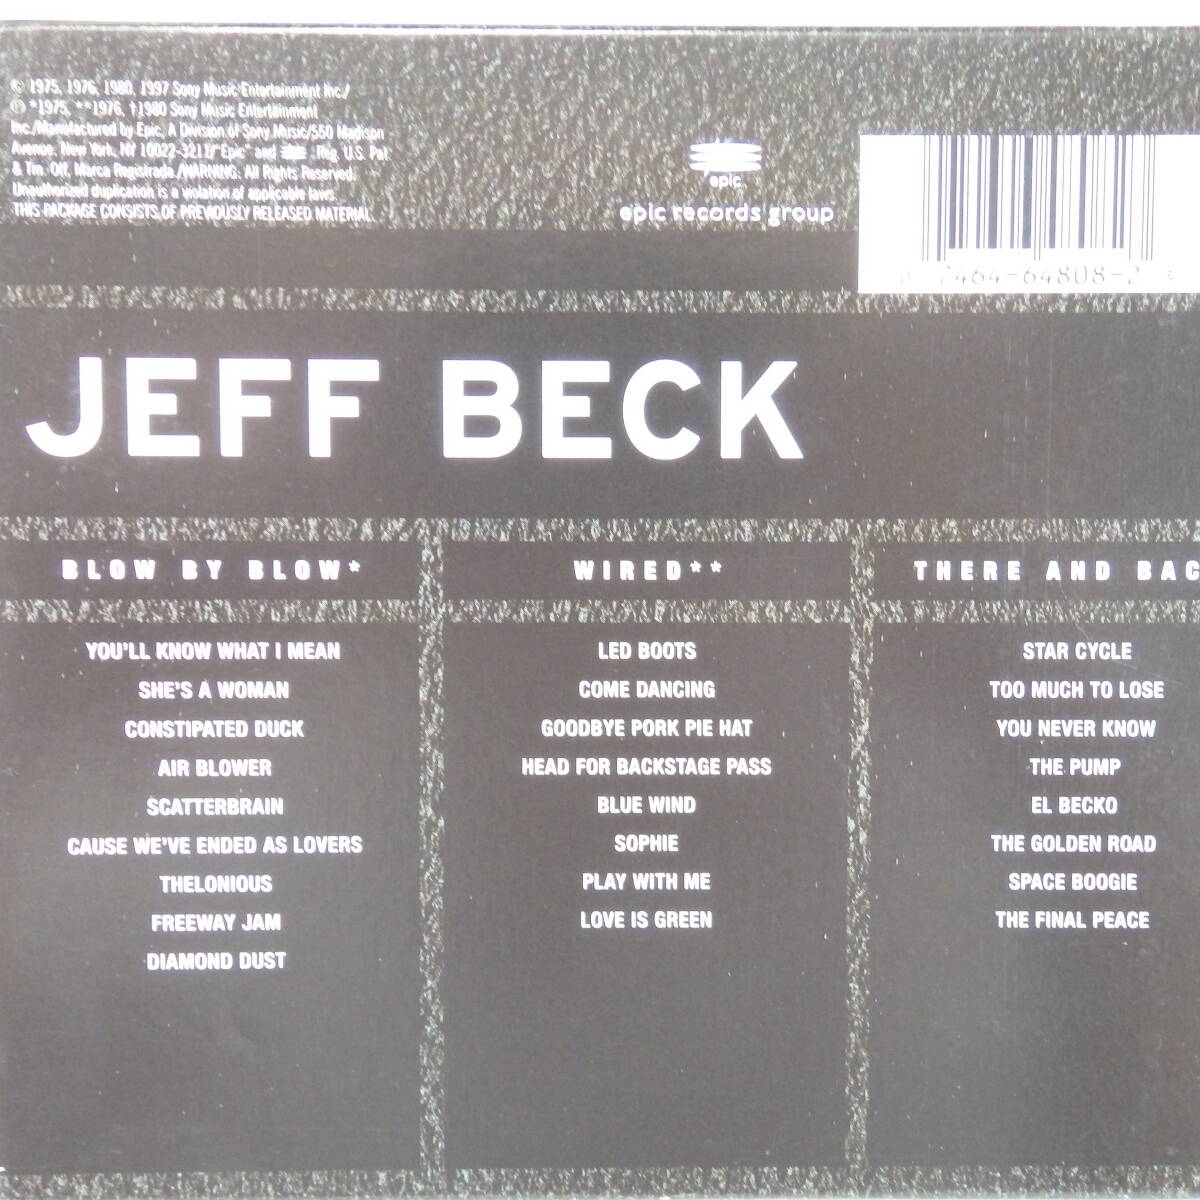 © 1975, 1976, 1980, 1997 Sony Music Entertainment Inc./
℗ *1975, **1976, †1980 Sony Music Entertainment
Inc./Manufactured by Epic, A Division of Sony Music/550 Madison
Avenue, New York, NY 10022-3211/"Epic" and Reg. U.S. Pat.
& Tm. Off. Marca Registrada./WARNING: All Rights Reserved.
Unauthorized duplication is a violation of applicable laws.
THIS PACKAGE CONSISTS OF PREVIOUSLY RELEASED MATERIAL.
epic
epic records group
0 7464-64808-2 3
JEFF BECK
BLOW BY BLOW*
YOU'LL KNOW WHAT I MEAN
SHE'S A WOMAN
CONSTIPATED DUCK
AIR BLOWER
SCATTERBRAIN
CAUSE WE'VE ENDED AS LOVERS
THELONIOUS
FREEWAY JAM
DIAMOND DUST
WIRED**
LED BOOTS
COME DANCING
GOODBYE PORK PIE HAT
HEAD FOR BACKSTAGE PASS
BLUE WIND
SOPHIE
PLAY WITH ME
LOVE IS GREEN
THERE AND BAC
STAR CYCLE
TOO MUCH TO LOSE
YOU NEVER KNOW
THE PUMP
EL BECKO
THE GOLDEN ROAD
SPACE BOOGIE
THE FINAL PEACE